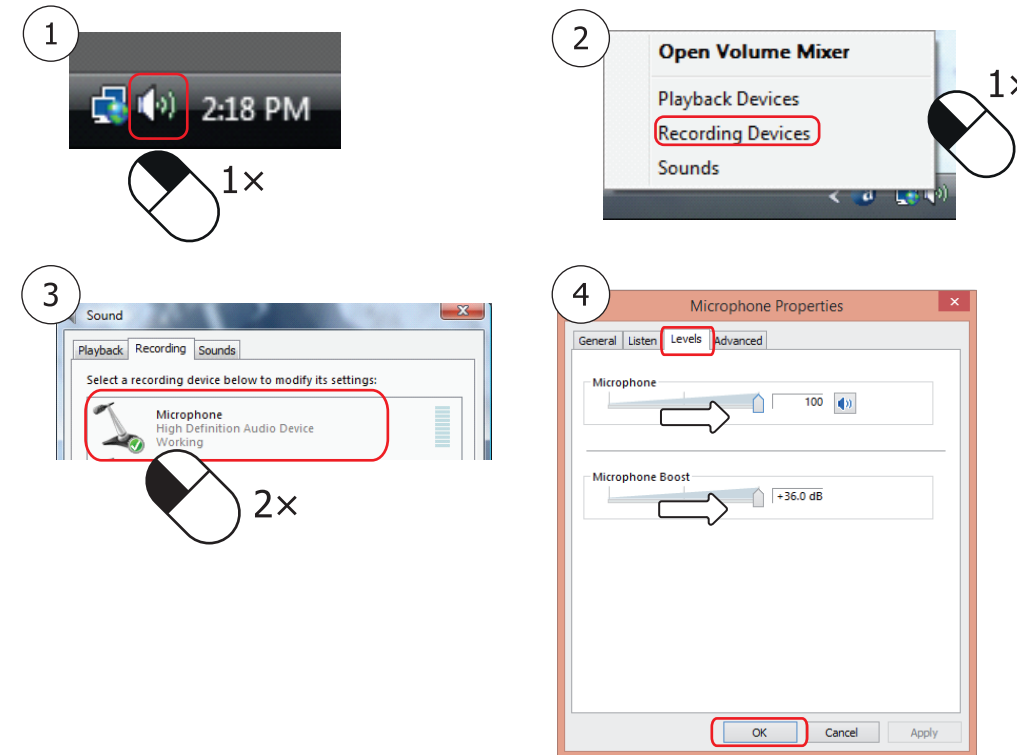 1
2:18 PM
1×
2
Open Volume Mixer
Playback Devices
Recording Devices
Sounds
1×
a
3
Sound
Playback Recording Sounds
Select a recording device below to modify its settings:
Microphone
High Definition Audio Device
Working
2×
4
Microphone Properties
General Listen Levels Advanced
Microphone
100
Microphone Boost
+36.0 dB
OK Cancel Apply